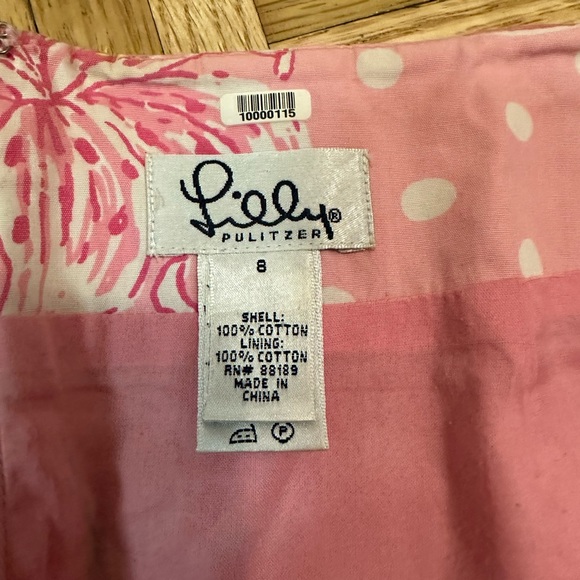 10000115
Lilly®
PULITZER
8
SHELL:
100% COTTON
LINING:
100% COTTON
RN# 88189
MADE IN
CHINA
P